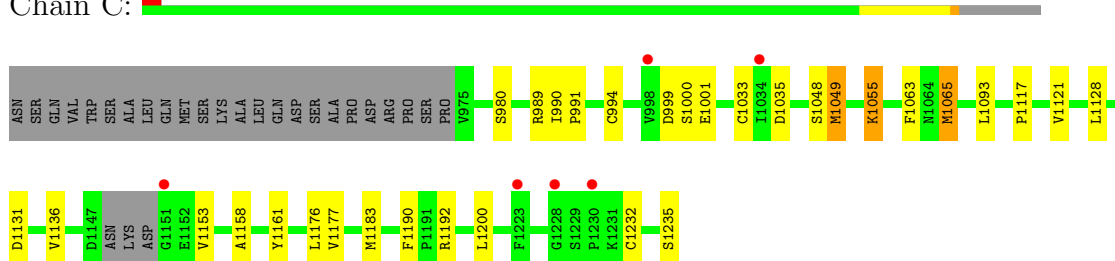 Chain C:
ASN SER GLN VAL TRP SER ALA LEU GLN MET SER LYS ALA LEU GLN ASP SER ALA PRO ASP ARG PRO SER PRO V975 S980 R989 I990 P991 C994 V998 D999 S1000 E1001 C1033 I1034 D1035 S1048 M1049 K1055 F1063 N1064 M1065 L1093 P1117 V1121 L1128
D1131 V1136 D1147 ASN LYS ASP G1151 E1152 V1153 A1158 Y1161 L1176 V1177 M1183 F1190 P1191 R1192 L1200 F1223 G1228 S1229 P1230 K1231 C1232 S1235